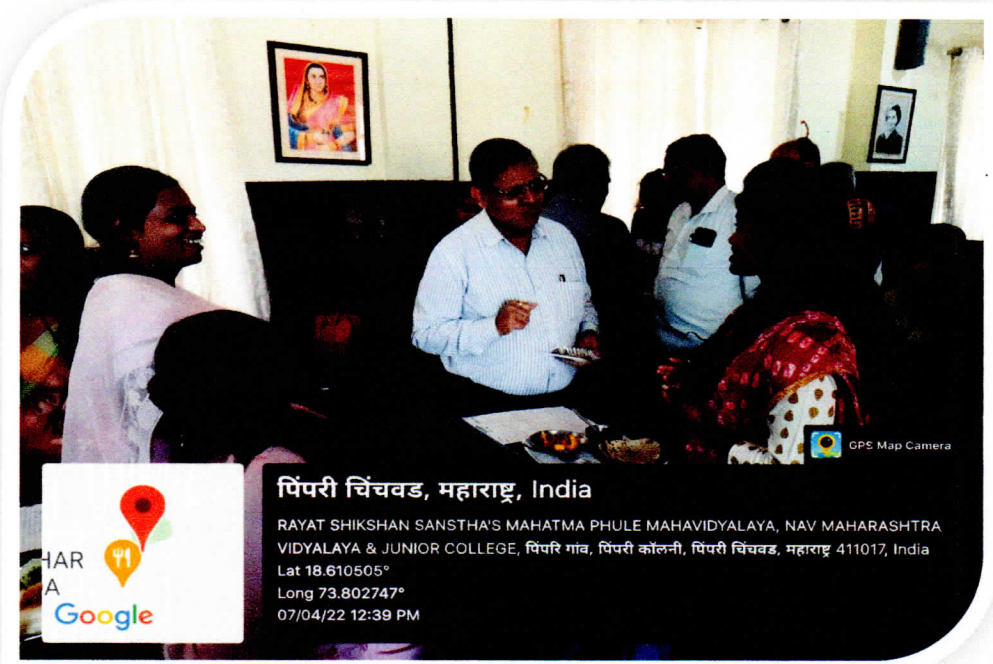 GPS Map Camera
पिंपरी चिंचवड, महाराष्ट्र, India
RAYAT SHIKSHAN SANSTHA'S MAHATMA PHULE MAHAVIDYALAYA, NAV MAHARASHTRA
VIDYALAYA & JUNIOR COLLEGE, पिंपरि गांव, पिंपरी कॉलनी, पिंपरी चिंचवड, महाराष्ट्र 411017, India
Lat 18.610505°
Long 73.802747°
07/04/22 12:39 PM
HAR
A
Google